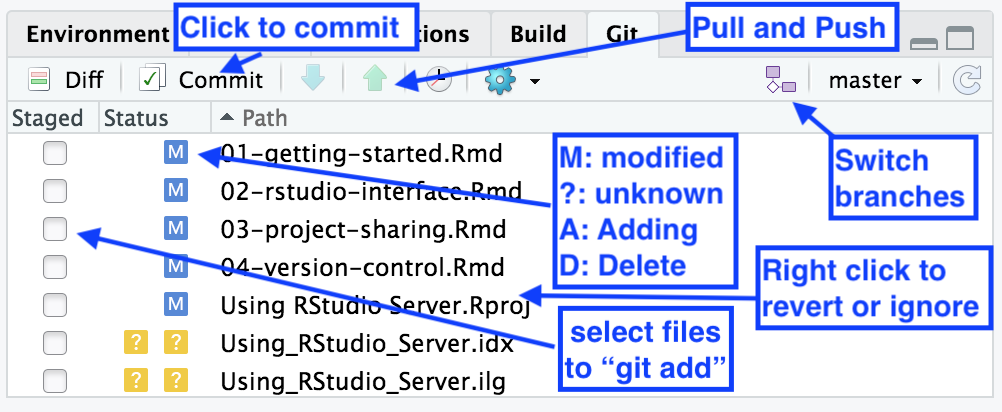 Environment
Click to commit
tions
Build
Git
Pull and Push
Diff
Commit
master
Staged
Status
Path
Switch
branches
M
01-getting-started.Rmd
M
02-rstudio-interface.Rmd
M
03-project-sharing.Rmd
M
04-version-control.Rmd
M
Using RStudio Server.Rproj
? ?
Using_RStudio_Server.idx
? ?
Using_RStudio_Server.ilg
M: modified
?: unknown
A: Adding
D: Delete
Right click to
revert or ignore
select files
to “git add”